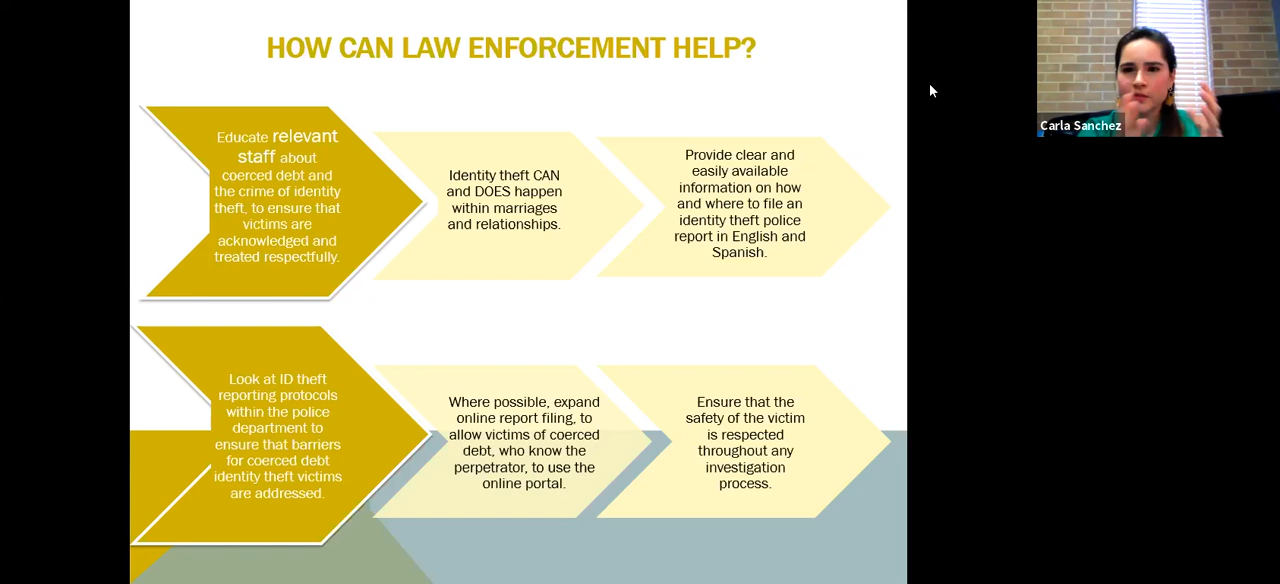 HOW CAN LAW ENFORCEMENT HELP?
Educate relevant
staff about
coerced debt and
the crime of identity
theft, to ensure that
victims are
acknowledged and
treated respectfully.
Identity theft CAN
and DOES happen
within marriages
and relationships.
Provide clear and
easily available
information on how
and where to file an
identity theft police
report in English and
Spanish.
Look at ID theft
reporting protocols
within the police
department to
ensure that barriers
for coerced debt
identity theft victims
are addressed.
Where possible, expand
online report filing, to
allow victims of coerced
debt, who know the
perpetrator, to use the
online portal.
Ensure that the
safety of the victim
is respected
throughout any
investigation
process.
Carla Sanchez